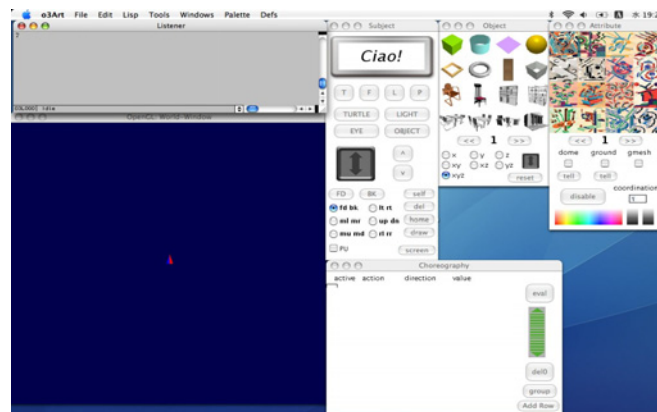 o3Art File Edit Lisp Tools Windows Palette Defs
Listener
?
Idle
OpenGL: World-Window
Subject
Ciao!
T F L P
TURTLE LIGHT
EYE OBJECT
^
v
FD BK self
fd bk lt rt del
ml mr up dn home
mu md rl rr draw
PU screen
Object
<< 1 >>
x y z
xy xz yz
xyz reset
Attribute
<< 1 >>
dome ground gmesh
tell tell
disable coordination
1
Choreography
active action direction value
eval
del0
group
Add Row